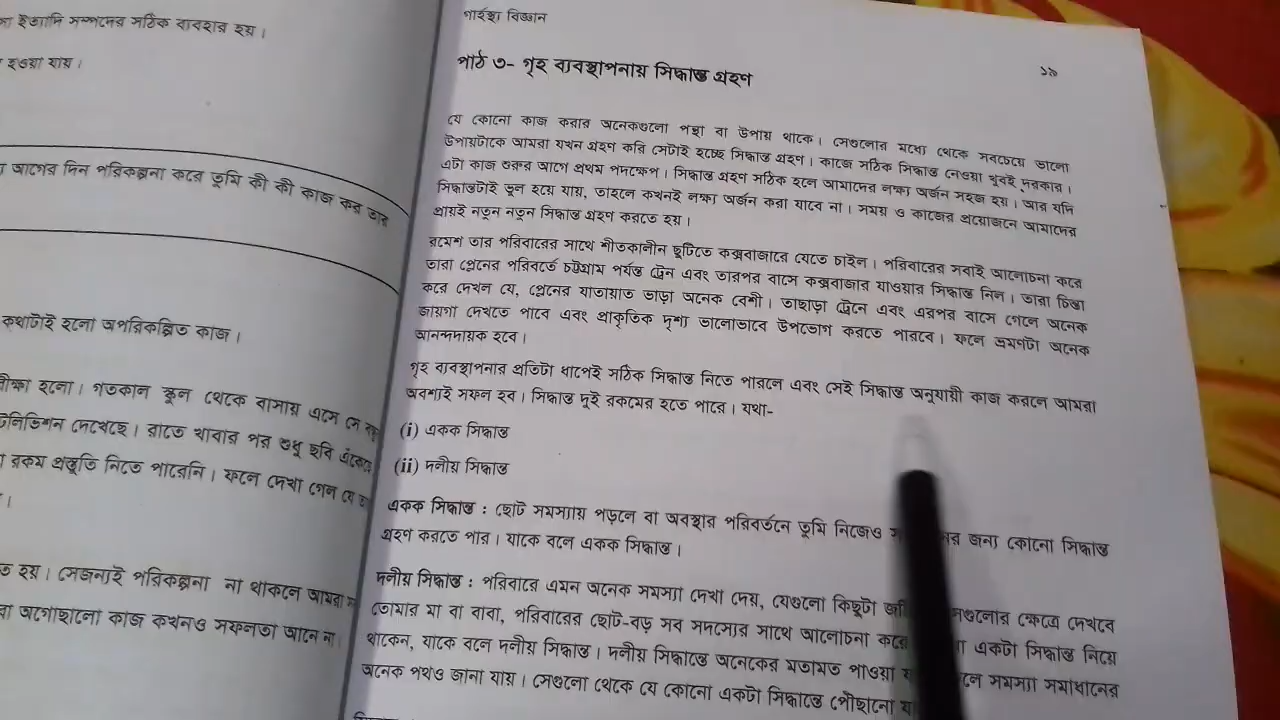 ইত্যাদি সম্পদের সঠিক ব্যবহার হয়।
হওয়া যায়।
আগের দিন পরিকল্পনা করে তুমি কী কী কাজ কর তার
কথাটাই হলো অপরিকল্পিত কাজ।
হলো। গতকাল স্কুল থেকে বাসায় এসে সে
দেখেছে। রাতে খাবার পর শুধু ছবি এঁকেছে
রকম প্রস্তুতি নিতে পারেনি। ফলে দেখা গেল যে
হয়। সেজন্যই পরিকল্পনা না থাকলে আমরা
বা অগোছালো কাজ কখনও সফলতা আনে না।
গার্হস্থ্য বিজ্ঞান
১৯
পাঠ ৩- গৃহ ব্যবস্থাপনায় সিদ্ধান্ত গ্রহণ
যে কোনো কাজ করার অনেকগুলো পন্থা বা উপায় থাকে। সেগুলোর মধ্যে থেকে সবচেয়ে ভালো
উপায়টাকে আমরা যখন গ্রহণ করি সেটাই হচ্ছে সিদ্ধান্ত গ্রহণ। কাজে সঠিক সিদ্ধান্ত নেওয়া খুবই দরকার।
এটা কাজ শুরুর আগে প্রথম পদক্ষেপ। সিদ্ধান্ত গ্রহণ সঠিক হলে আমাদের লক্ষ্য অর্জন সহজ হয়। আর যদি
সিদ্ধান্তটাই ভুল হয়ে যায়, তাহলে কখনই লক্ষ্য অর্জন করা যাবে না। সময় ও কাজের প্রয়োজনে আমাদের
প্রায়ই নতুন নতুন সিদ্ধান্ত গ্রহণ করতে হয়।
রমেশ তার পরিবারের সাথে শীতকালীন ছুটিতে কক্সবাজারে যেতে চাইল। পরিবারের সবাই আলোচনা করে
তারা প্লেনের পরিবর্তে চট্টগ্রাম পর্যন্ত ট্রেন এবং তারপর বাসে কক্সবাজার যাওয়ার সিদ্ধান্ত নিল। তারা চিন্তা
করে দেখল যে, প্লেনের যাতায়াত ভাড়া অনেক বেশী। তাছাড়া ট্রেনে এবং এরপর বাসে গেলে অনেক
জায়গা দেখতে পাবে এবং প্রাকৃতিক দৃশ্য ভালোভাবে উপভোগ করতে পারবে। ফলে ভ্রমণটা অনেক
আনন্দদায়ক হবে।
গৃহ ব্যবস্থাপনার প্রতিটা ধাপেই সঠিক সিদ্ধান্ত নিতে পারলে এবং সেই সিদ্ধান্ত অনুযায়ী কাজ করলে আমরা
অবশ্যই সফল হব। সিদ্ধান্ত দুই রকমের হতে পারে। যথা-
(i) একক সিদ্ধান্ত
(ii) দলীয় সিদ্ধান্ত
একক সিদ্ধান্ত : ছোট সমস্যায় পড়লে বা অবস্থার পরিবর্তনে তুমি নিজেও জন্য কোনো সিদ্ধান্ত
গ্রহণ করতে পার। যাকে বলে একক সিদ্ধান্ত।
দলীয় সিদ্ধান্ত : পরিবারে এমন অনেক সমস্যা দেখা দেয়, যেগুলো কিছুটা ক্ষেত্রে দেখবে
তোমার মা বা বাবা, পরিবারের ছোট-বড় সব সদস্যের সাথে আলোচনা করে একটা সিদ্ধান্ত নিয়ে
থাকেন, যাকে বলে দলীয় সিদ্ধান্ত। দলীয় সিদ্ধান্তে অনেকের মতামত পাওয়া সমস্যা সমাধানের
অনেক পথও জানা যায়। সেগুলো থেকে যে কোনো একটা সিদ্ধান্তে পৌঁছানো